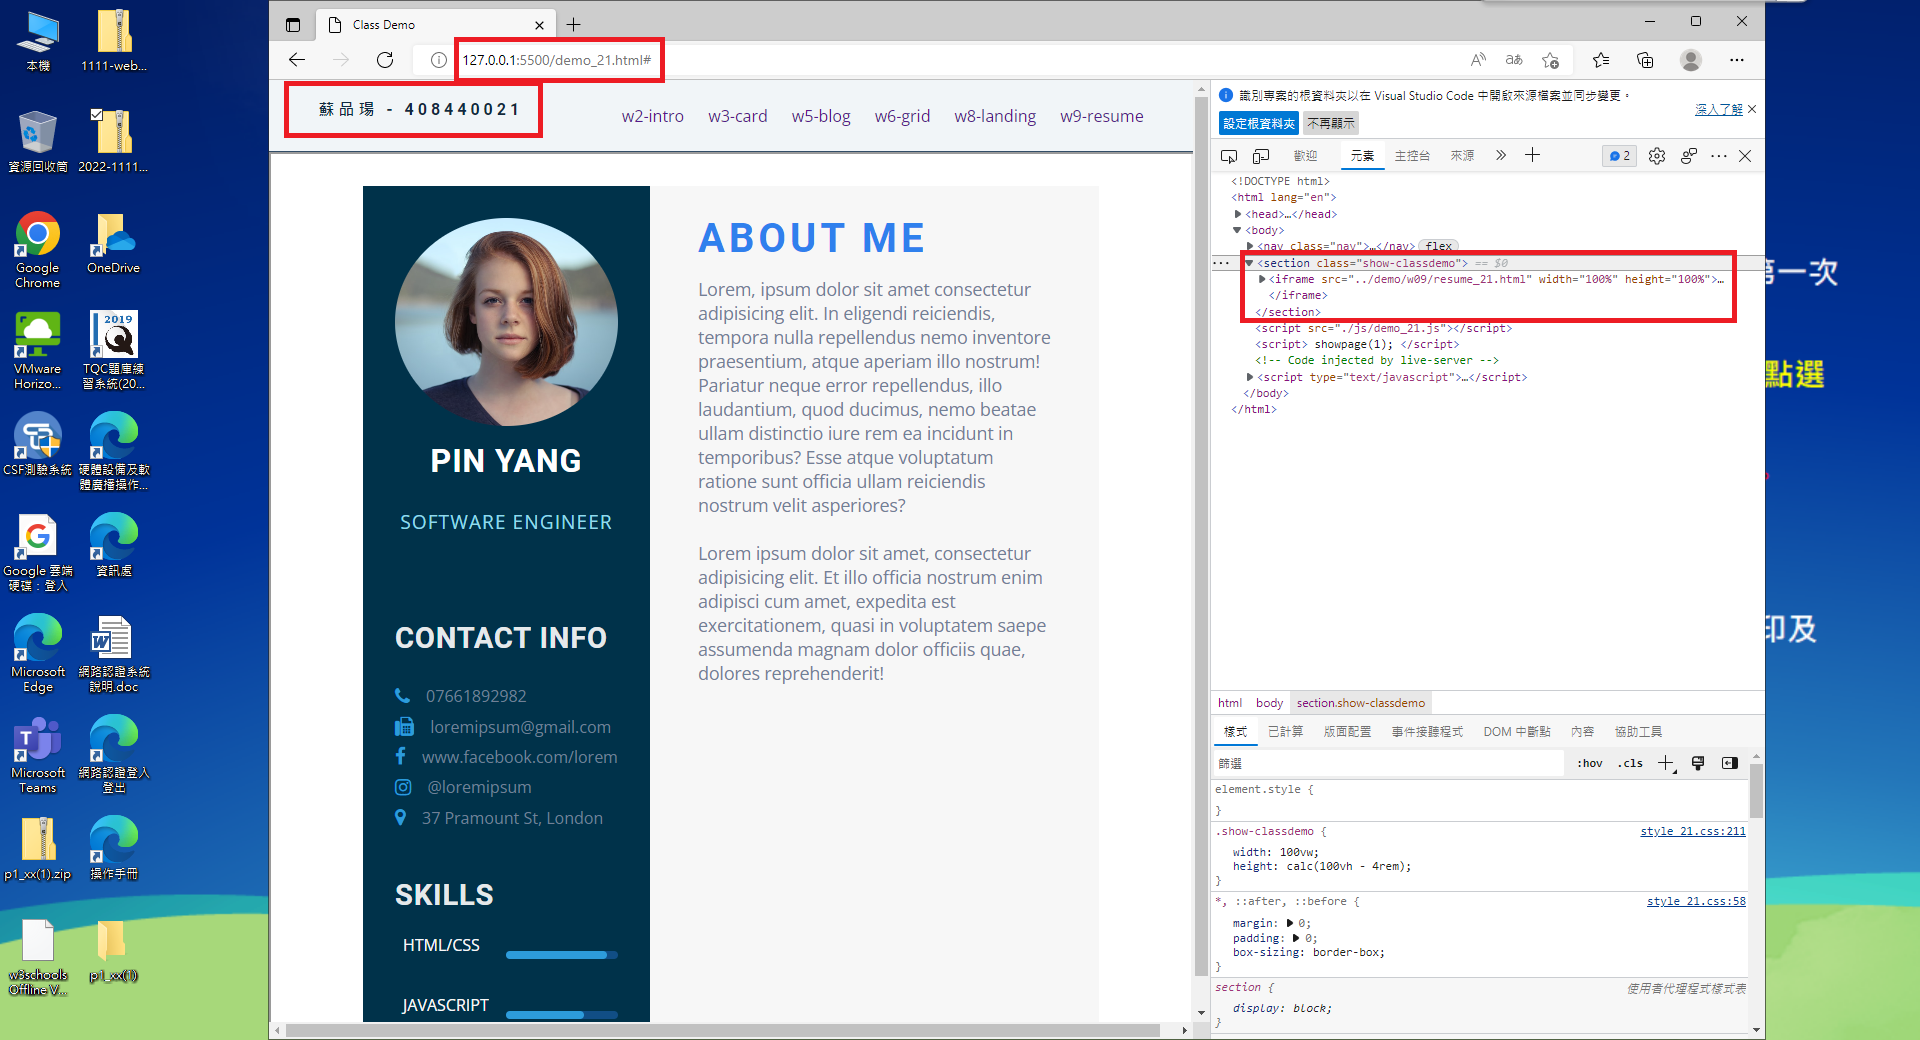 本機
1111-web...
資源回收筒
2022-1111...
Google
Chrome
OneDrive
VMware
Horizo...
2019
TQC題庫練
習系統(20...
CSF測驗系統
硬體設備及軟
體廣播操作...
Google 雲端
硬碟：登入
資訊處
Microsoft
Edge
網路認證系統
說明.doc
Microsoft
Teams
網路認證登入
登出
p1_xx(1).zip
操作手冊
w3schools
Offline V...
p1_xx(1)
Class Demo
127.0.0.1:5500/demo_21.html#
蘇品瑒 - 408440021
w2-intro w3-card w5-blog w6-grid w8-landing w9-resume
PIN YANG
SOFTWARE ENGINEER
CONTACT INFO
07661892982
loremipsum@gmail.com
www.facebook.com/lorem
@loremipsum
37 Pramount St, London
SKILLS
HTML/CSS
JAVASCRIPT
ABOUT ME
Lorem, ipsum dolor sit amet consectetur
adipisicing elit. In eligendi reiciendis,
tempora nulla repellendus nemo inventore
praesentium, atque aperiam illo nostrum!
Pariatur neque error repellendus, illo
laudantium, quod ducimus, nemo beatae
ullam distinctio iure rem ea incidunt in
temporibus? Esse atque voluptatum
ratione sunt officia ullam reiciendis
nostrum velit asperiores?
Lorem ipsum dolor sit amet, consectetur
adipisicing elit. Et illo officia nostrum enim
adipisci cum amet, expedita est
exercitationem, quasi in voluptatem saepe
assumenda magnam dolor officiis quae,
dolores reprehenderit!
識別專案的根資料夾以在 Visual Studio Code 中開啟來源檔案並同步變更。
深入了解
設定根資料夾 不再顯示
歡迎 元素 主控台 來源 2
<!DOCTYPE html>
<html lang="en">
<head>…</head>
<body>
<nav class="nav">…</nav> flex
<section class="show-classdemo"> == $0
<iframe src="../demo/w09/resume_21.html" width="100%" height="100%">…
</iframe>
</section>
<script src="./js/demo_21.js"></script>
<script> showpage(1); </script>
<!-- Code injected by live-server -->
<script type="text/javascript">…</script>
</body>
</html>
html body section.show-classdemo
樣式 已計算 版面配置 事件接聽程式 DOM 中斷點 內容 協助工具
篩選 :hov .cls
element.style {
}
.show-classdemo { style_21.css:211
width: 100vw;
height: calc(100vh - 4rem);
}
*, ::after, ::before { style_21.css:58
margin: 0;
padding: 0;
box-sizing: border-box;
}
section { 使用者代理程式樣式表
display: block;
}
第一次
點選
印及